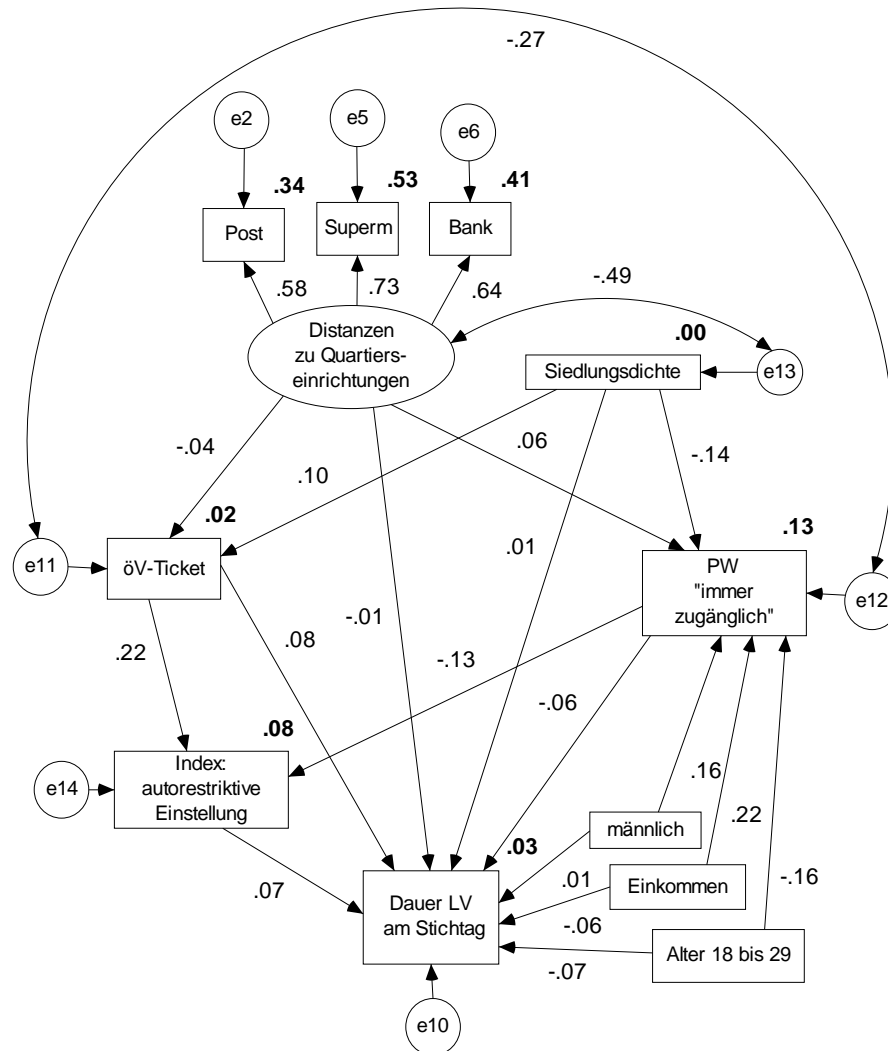 -.27
e2
e5
e6
.34
.53
.41
Post
Superm
Bank
.58
.73
.64
-.49
Distanzen
zu Quartiers-
einrichtungen
.00
Siedlungsdichte
e13
-.04
.10
.06
-.14
.02
.13
e11
öV-Ticket
.01
PW
"immer
zugänglich"
e12
.22
.08
-.01
-.13
-.06
.08
Index:
autorestriktive
Einstellung
e14
.16
.22
männlich
.03
.07
Dauer LV
am Stichtag
.01
Einkommen
-.16
-.06
Alter 18 bis 29
-.07
e10